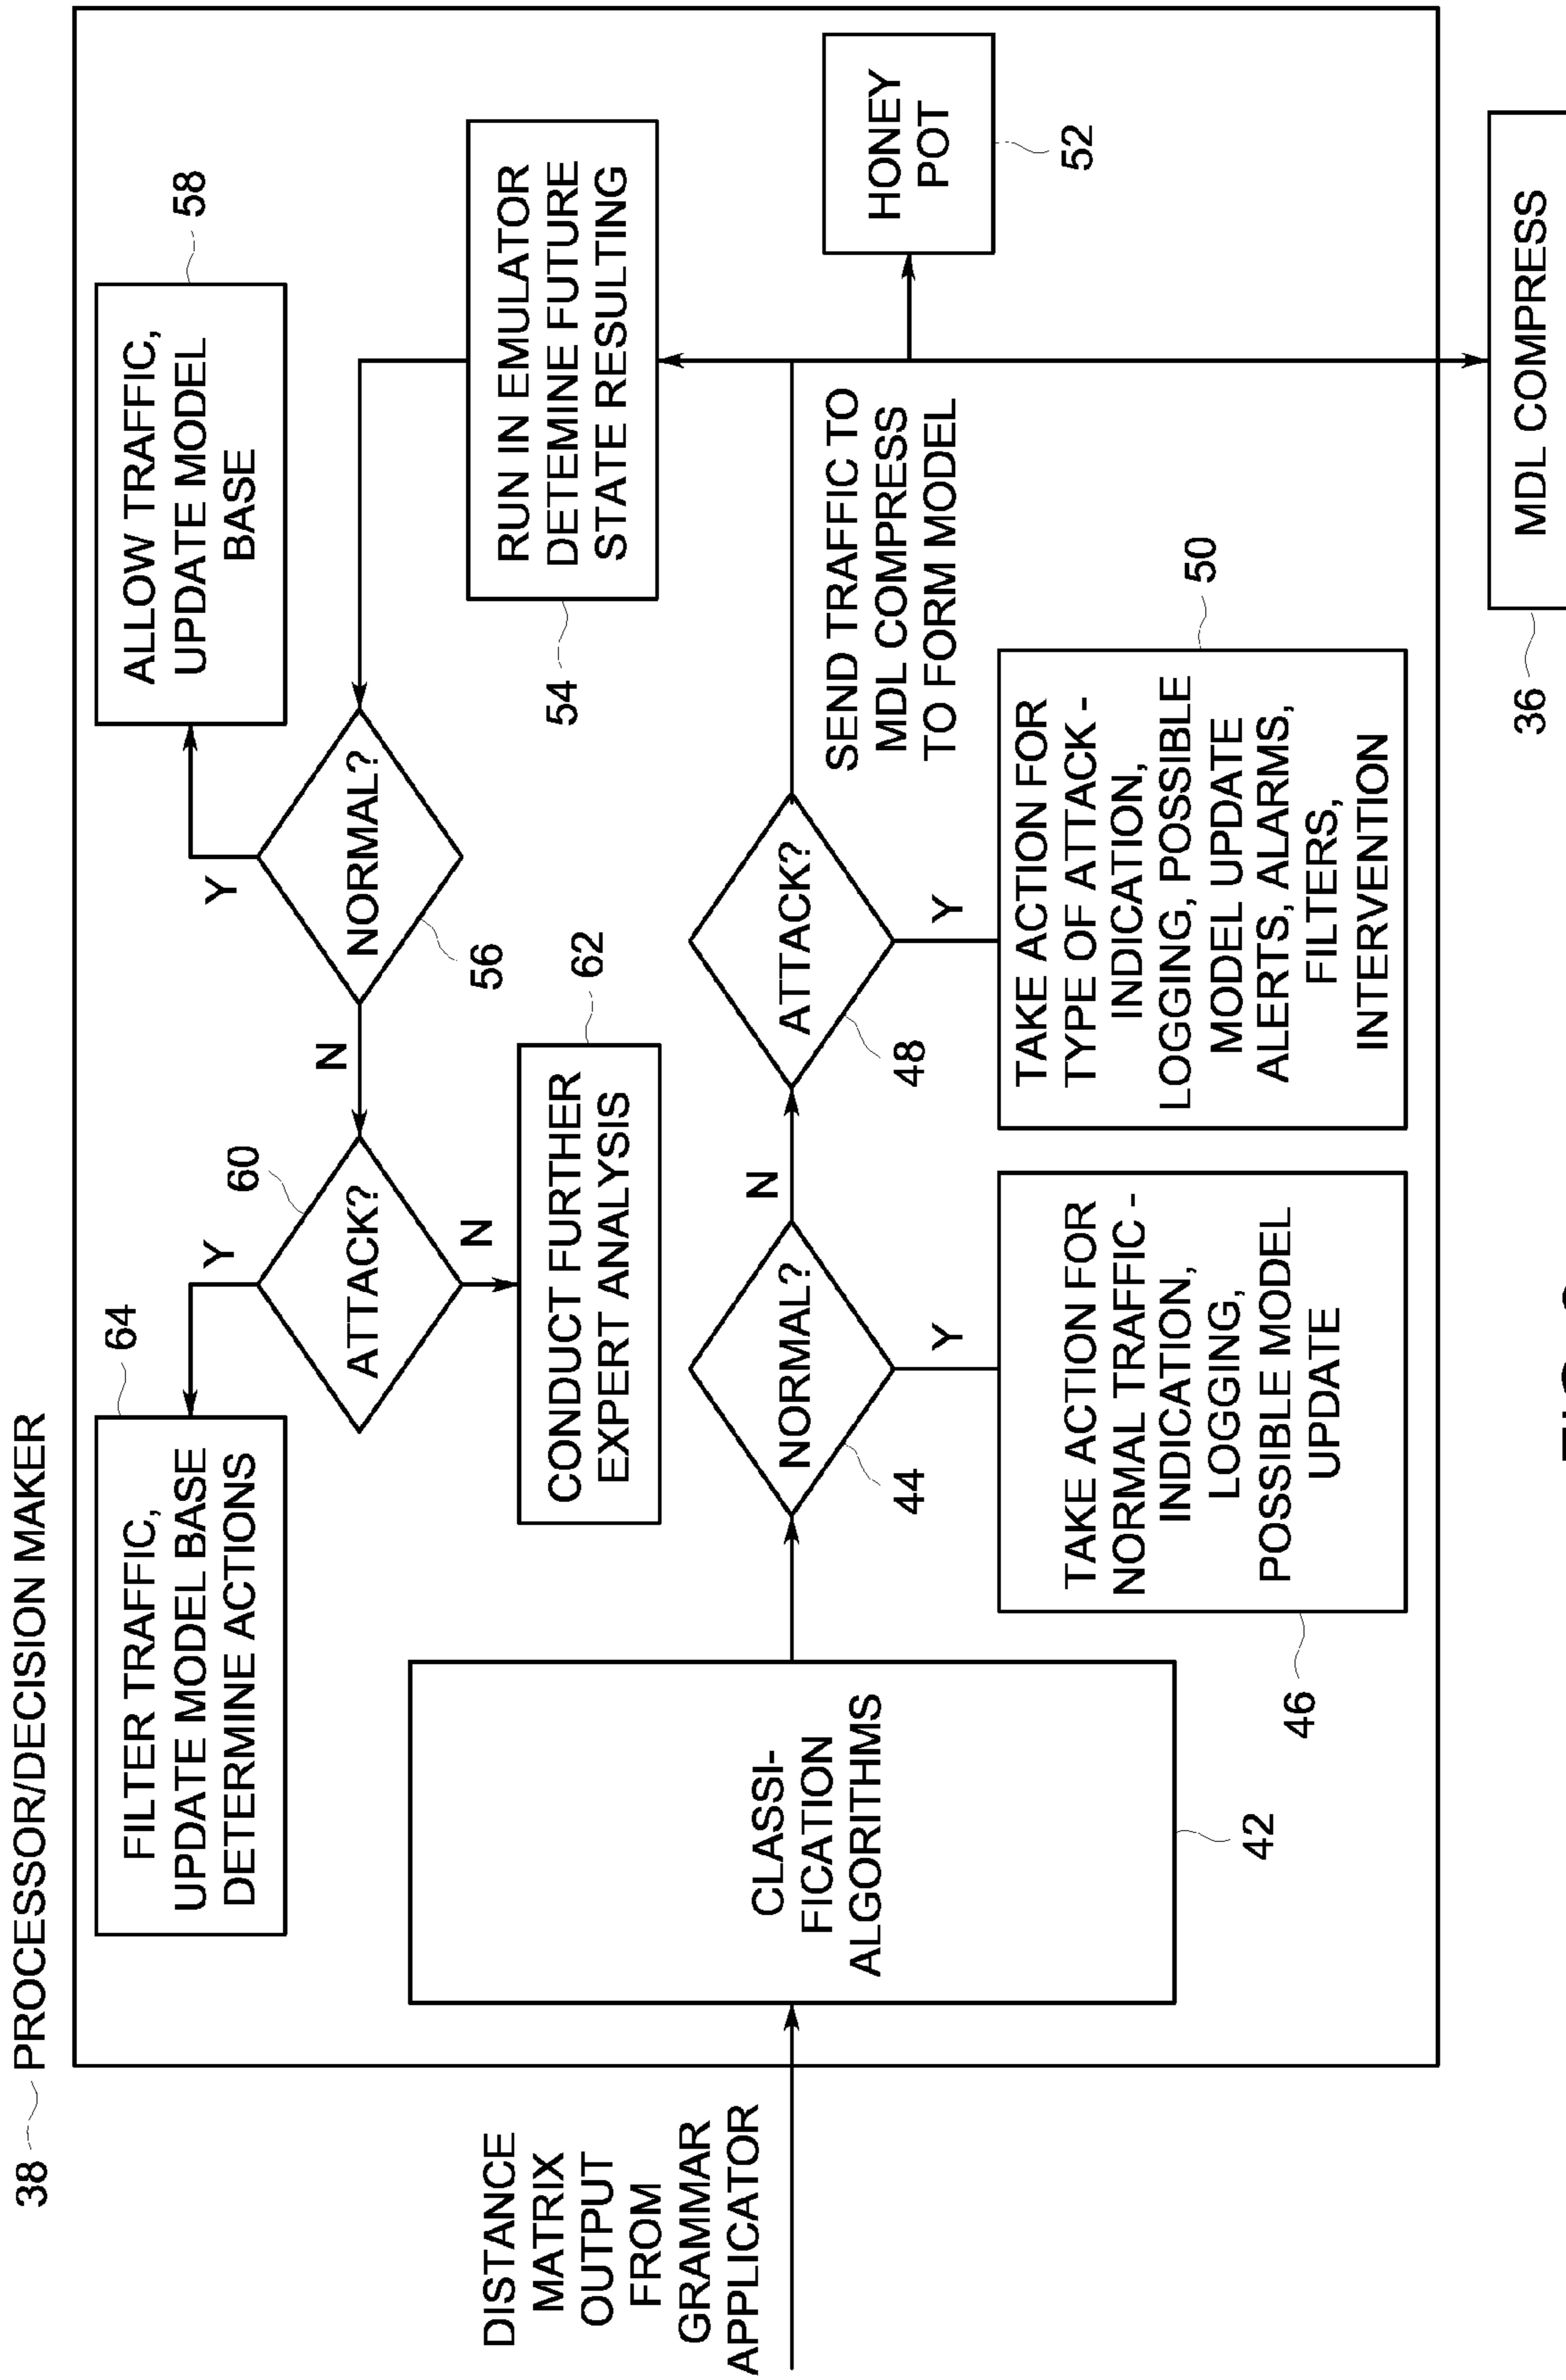 38
PROCESSOR/DECISION MAKER
64
FILTER TRAFFIC,
UPDATE MODEL BASE
DETERMINE ACTIONS
Y
60
ATTACK?
N
N
Y
NORMAL?
56
58
ALLOW TRAFFIC,
UPDATE MODEL
BASE
62
CONDUCT FURTHER
EXPERT ANALYSIS
54
RUN IN EMULATOR
DETEMINE FUTURE
STATE RESULTING
DISTANCE
MATRIX
OUTPUT
FROM
GRAMMAR
APPLICATOR
CLASSI-
FICATION
ALGORITHMS
42
NORMAL?
44
N
Y
ATTACK?
48
Y
SEND TRAFFIC TO
MDL COMPRESS
TO FORM MODEL
HONEY
POT
52
TAKE ACTION FOR
NORMAL TRAFFIC -
INDICATION,
LOGGING,
POSSIBLE MODEL
UPDATE
46
TAKE ACTION FOR
TYPE OF ATTACK -
INDICATION,
LOGGING, POSSIBLE
MODEL UPDATE
ALERTS, ALARMS,
FILTERS,
INTERVENTION
50
36
MDL COMPRESS